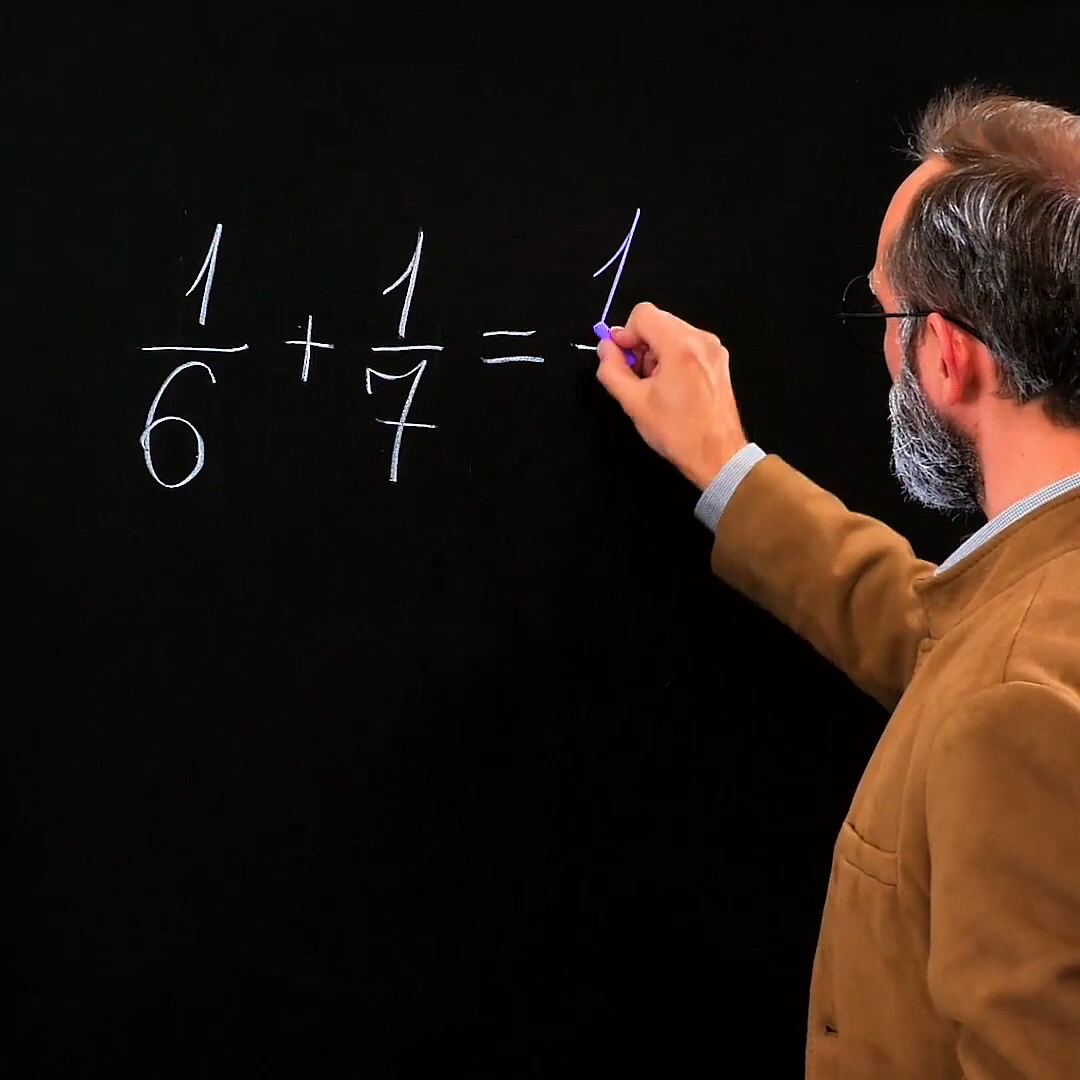 1/6 + 1/7 = 1/